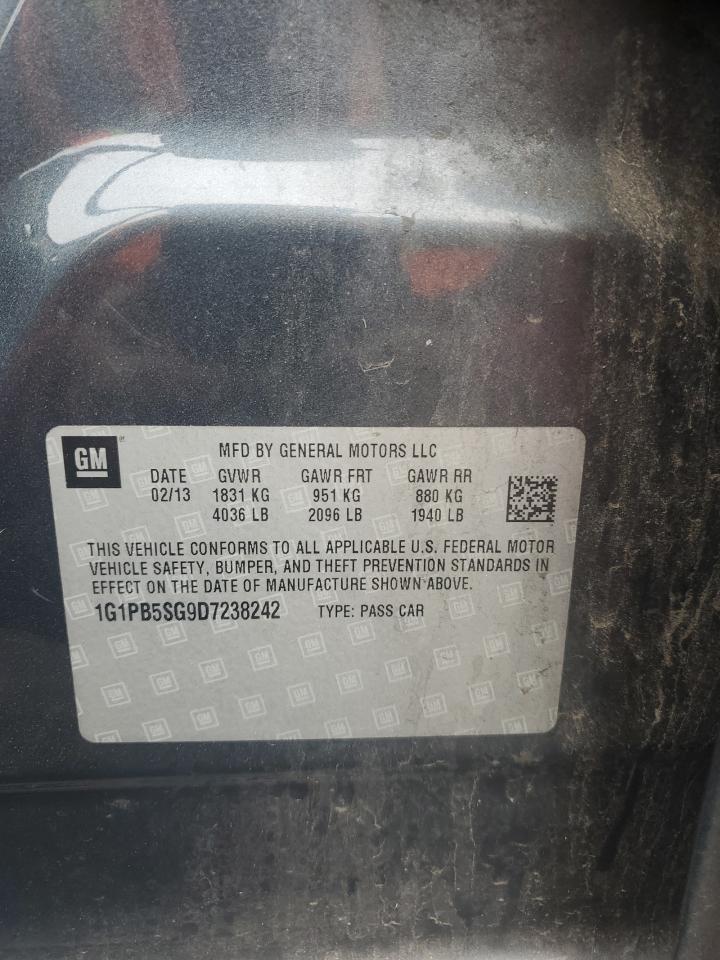 GM MFD BY GENERAL MOTORS LLC
DATE GVWR GAWR FRT GAWR RR
02/13 1831 KG 951 KG 880 KG
4036 LB 2096 LB 1940 LB
THIS VEHICLE CONFORMS TO ALL APPLICABLE U.S. FEDERAL MOTOR
VEHICLE SAFETY, BUMPER, AND THEFT PREVENTION STANDARDS IN
EFFECT ON THE DATE OF MANUFACTURE SHOWN ABOVE.
1G1PB5SG9D7238242 TYPE: PASS CAR